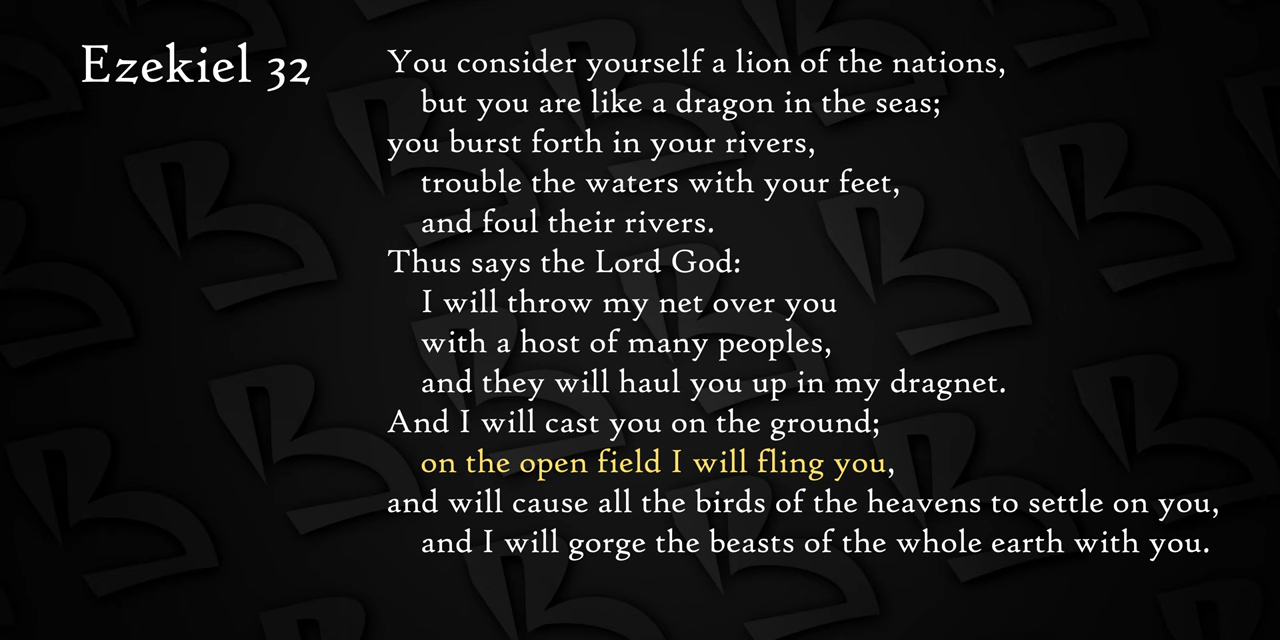 Ezekiel 32
You consider yourself a lion of the nations,
but you are like a dragon in the seas;
you burst forth in your rivers,
trouble the waters with your feet,
and foul their rivers.
Thus says the Lord God:
I will throw my net over you
with a host of many peoples,
and they will haul you up in my dragnet.
And I will cast you on the ground;
on the open field I will fling you,
and will cause all the birds of the heavens to settle on you,
and I will gorge the beasts of the whole earth with you.